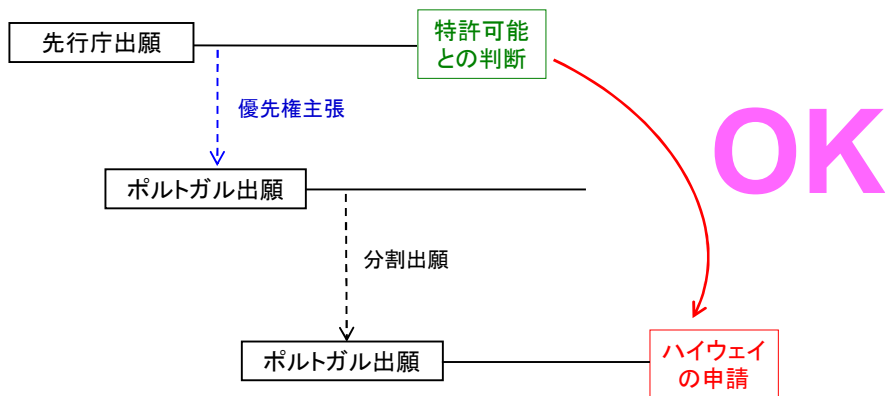 先行庁出願
特許可能
との判断
優先権主張
OK
ポルトガル出願
分割出願
ポルトガル出願
ハイウェイ
の申請